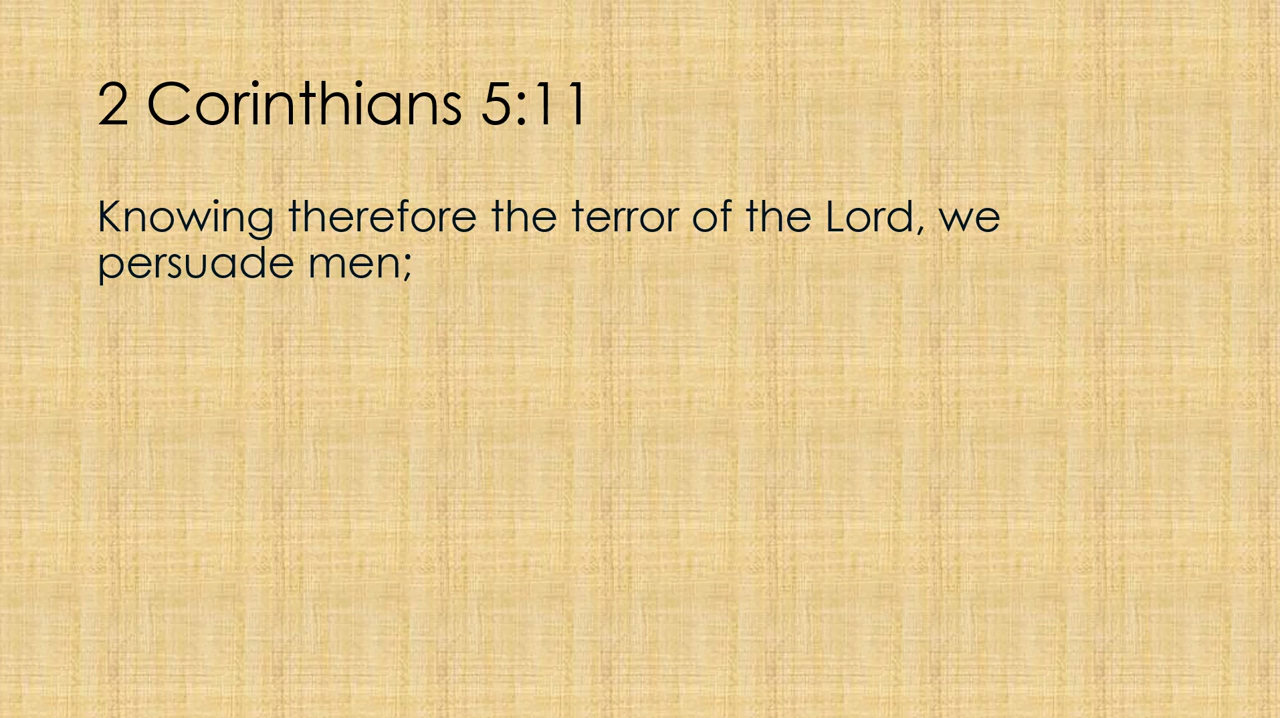 2 Corinthians 5:11
Knowing therefore the terror of the Lord, we
persuade men;